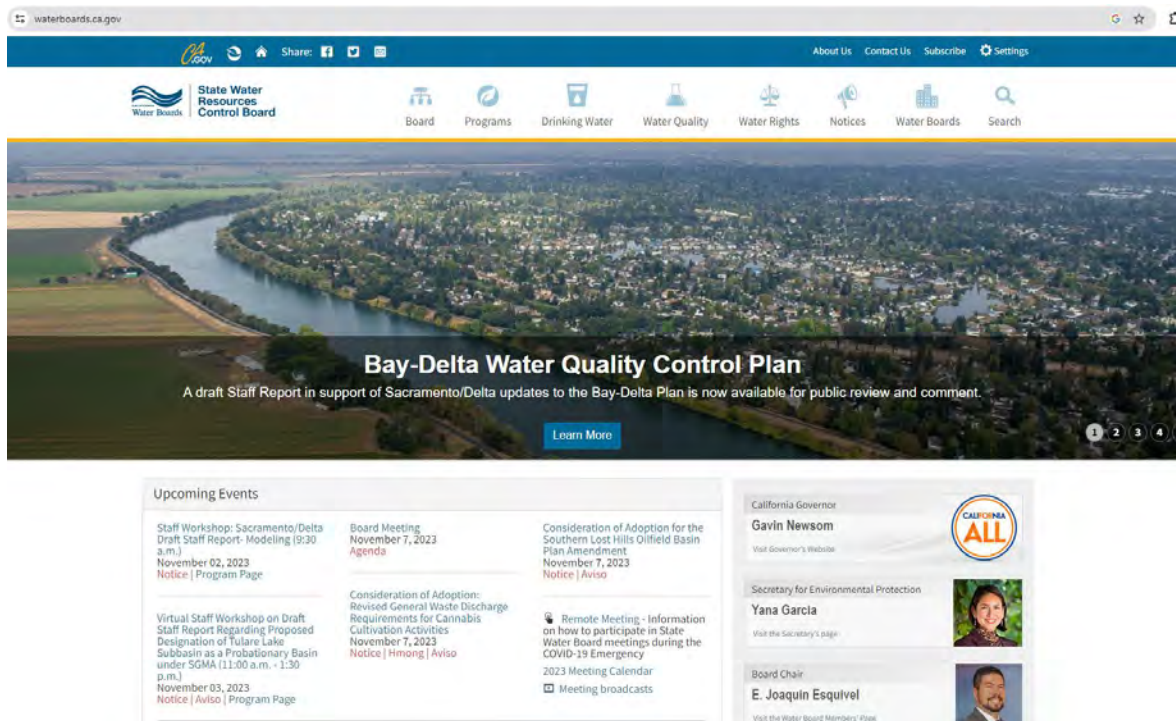 waterboards.ca.gov
CA.GOV
Share:
About Us Contact Us Subscribe Settings
Water Boards
State Water
Resources
Control Board
Board Programs Drinking Water Water Quality Water Rights Notices Water Boards Search
Bay-Delta Water Quality Control Plan
A draft Staff Report in support of Sacramento/Delta updates to the Bay-Delta Plan is now available for public review and comment.
Learn More
1 2 3 4
Upcoming Events
Staff Workshop: Sacramento/Delta
Draft Staff Report- Modeling (9:30
a.m.)
November 02, 2023
Notice | Program Page
Virtual Staff Workshop on Draft
Staff Report Regarding Proposed
Designation of Tulare Lake
Subbasin as a Probationary Basin
under SGMA (11:00 a.m. - 1:30
p.m.)
November 03, 2023
Notice | Aviso | Program Page
Board Meeting
November 7, 2023
Agenda
Consideration of Adoption:
Revised General Waste Discharge
Requirements for Cannabis
Cultivation Activities
November 7, 2023
Notice | Hmong | Aviso
Consideration of Adoption for the
Southern Lost Hills Oilfield Basin
Plan Amendment
November 7, 2023
Notice | Aviso
Remote Meeting - Information
on how to participate in State
Water Board meetings during the
COVID-19 Emergency
2023 Meeting Calendar
Meeting broadcasts
California Governor
Gavin Newsom
Visit Governor's Website
CALIFORNIA
ALL
Secretary for Environmental Protection
Yana Garcia
Visit the Secretary's page
Board Chair
E. Joaquin Esquivel
Visit the Water Board Members' Page